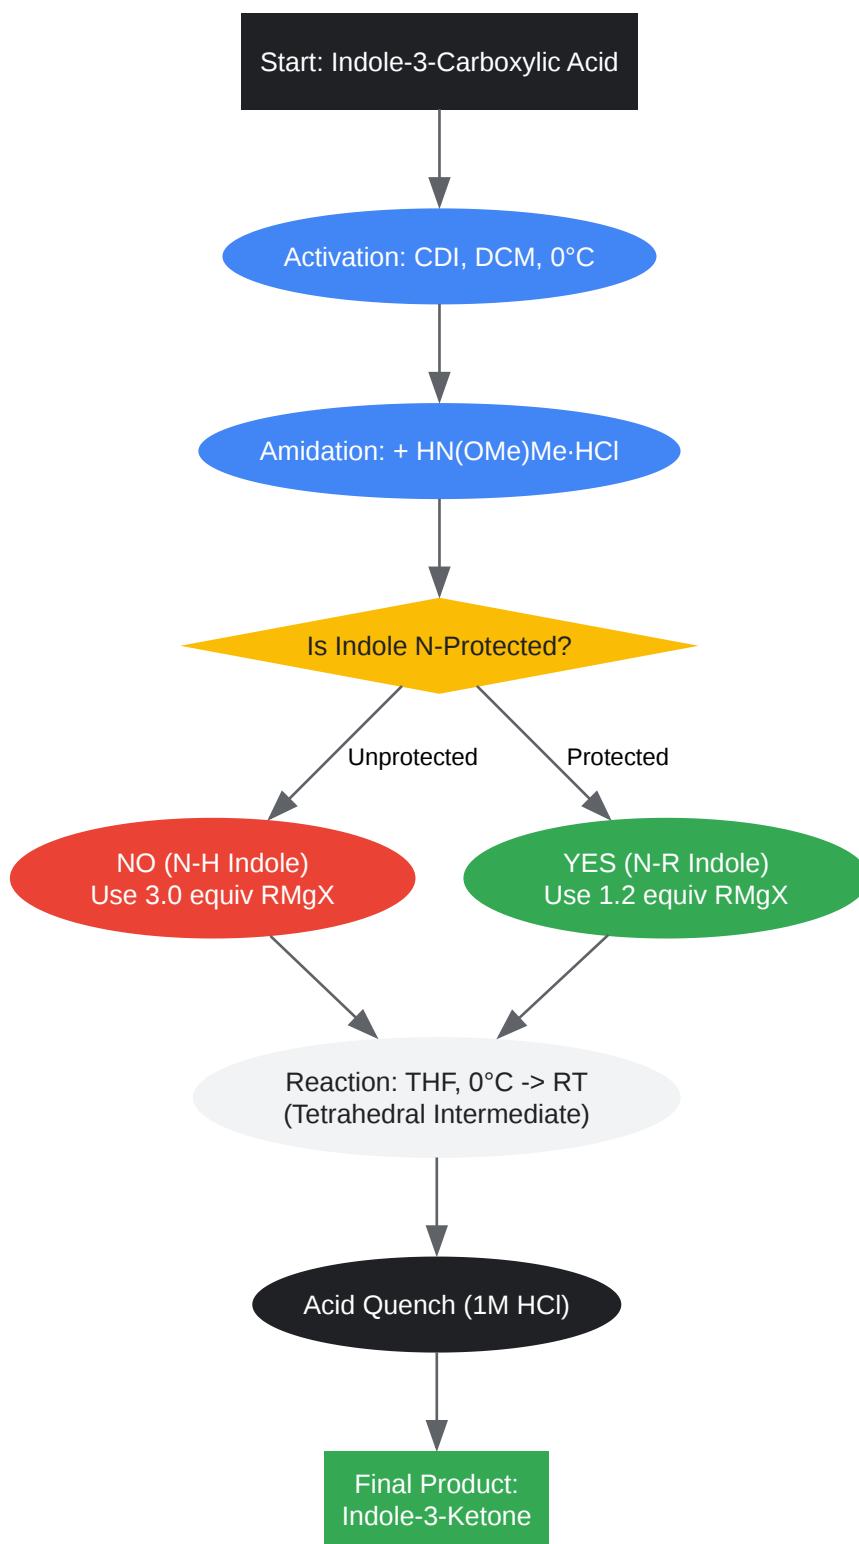 Start: Indole-3-Carboxylic Acid
Activation: CDI, DCM, 0°C
Amidation: + HN(OMe)Me·HCl
Is Indole N-Protected?
Unprotected
Protected
NO (N-H Indole)
Use 3.0 equiv RMgX
YES (N-R Indole)
Use 1.2 equiv RMgX
Reaction: THF, 0°C -> RT
(Tetrahedral Intermediate)
Acid Quench (1M HCl)
Final Product:
Indole-3-Ketone